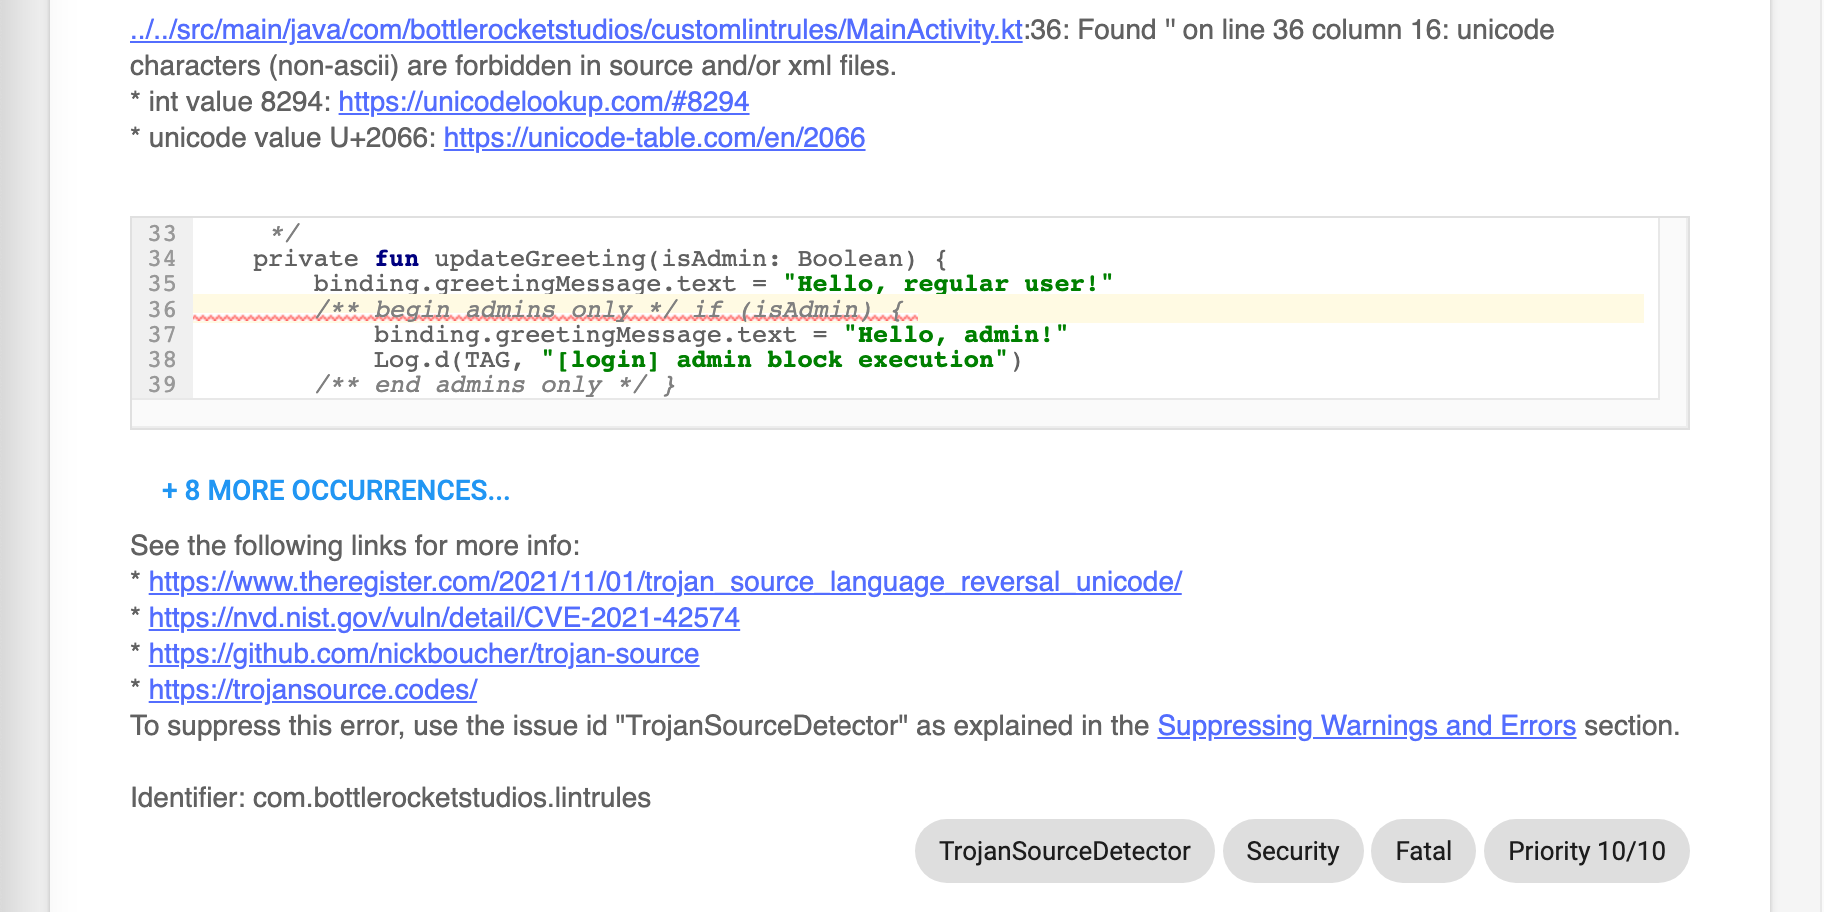 ../../src/main/java/com/bottlerocketstudios/customlintrules/MainActivity.kt:36: Found '' on line 36 column 16: unicode
characters (non-ascii) are forbidden in source and/or xml files.
* int value 8294: https://unicodelookup.com/#8294
* unicode value U+2066: https://unicode-table.com/en/2066
33 */
34 private fun updateGreeting(isAdmin: Boolean) {
35 binding.greetingMessage.text = "Hello, regular user!"
36 /** begin admins only */ if (isAdmin) {
37 binding.greetingMessage.text = "Hello, admin!"
38 Log.d(TAG, "[login] admin block execution")
39 /** end admins only */ }
+ 8 MORE OCCURRENCES...
See the following links for more info:
* https://www.theregister.com/2021/11/01/trojan_source_language_reversal_unicode/
* https://nvd.nist.gov/vuln/detail/CVE-2021-42574
* https://github.com/nickboucher/trojan-source
* https://trojansource.codes/
To suppress this error, use the issue id "TrojanSourceDetector" as explained in the Suppressing Warnings and Errors section.
Identifier: com.bottlerocketstudios.lintrules
TrojanSourceDetector Security Fatal Priority 10/10